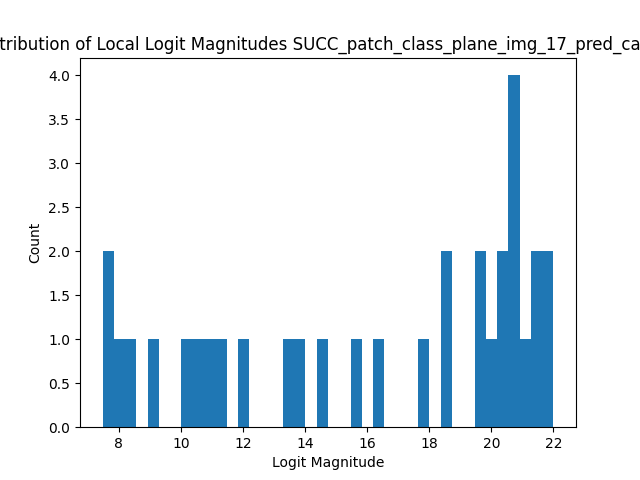 tribution of Local Logit Magnitudes SUCC_patch_class_plane_img_17_pred_ca
4.0
3.5
3.0
2.5
2.0
1.5
1.0
0.5
0.0
Count
8 10 12 14 16 18 20 22
Logit Magnitude